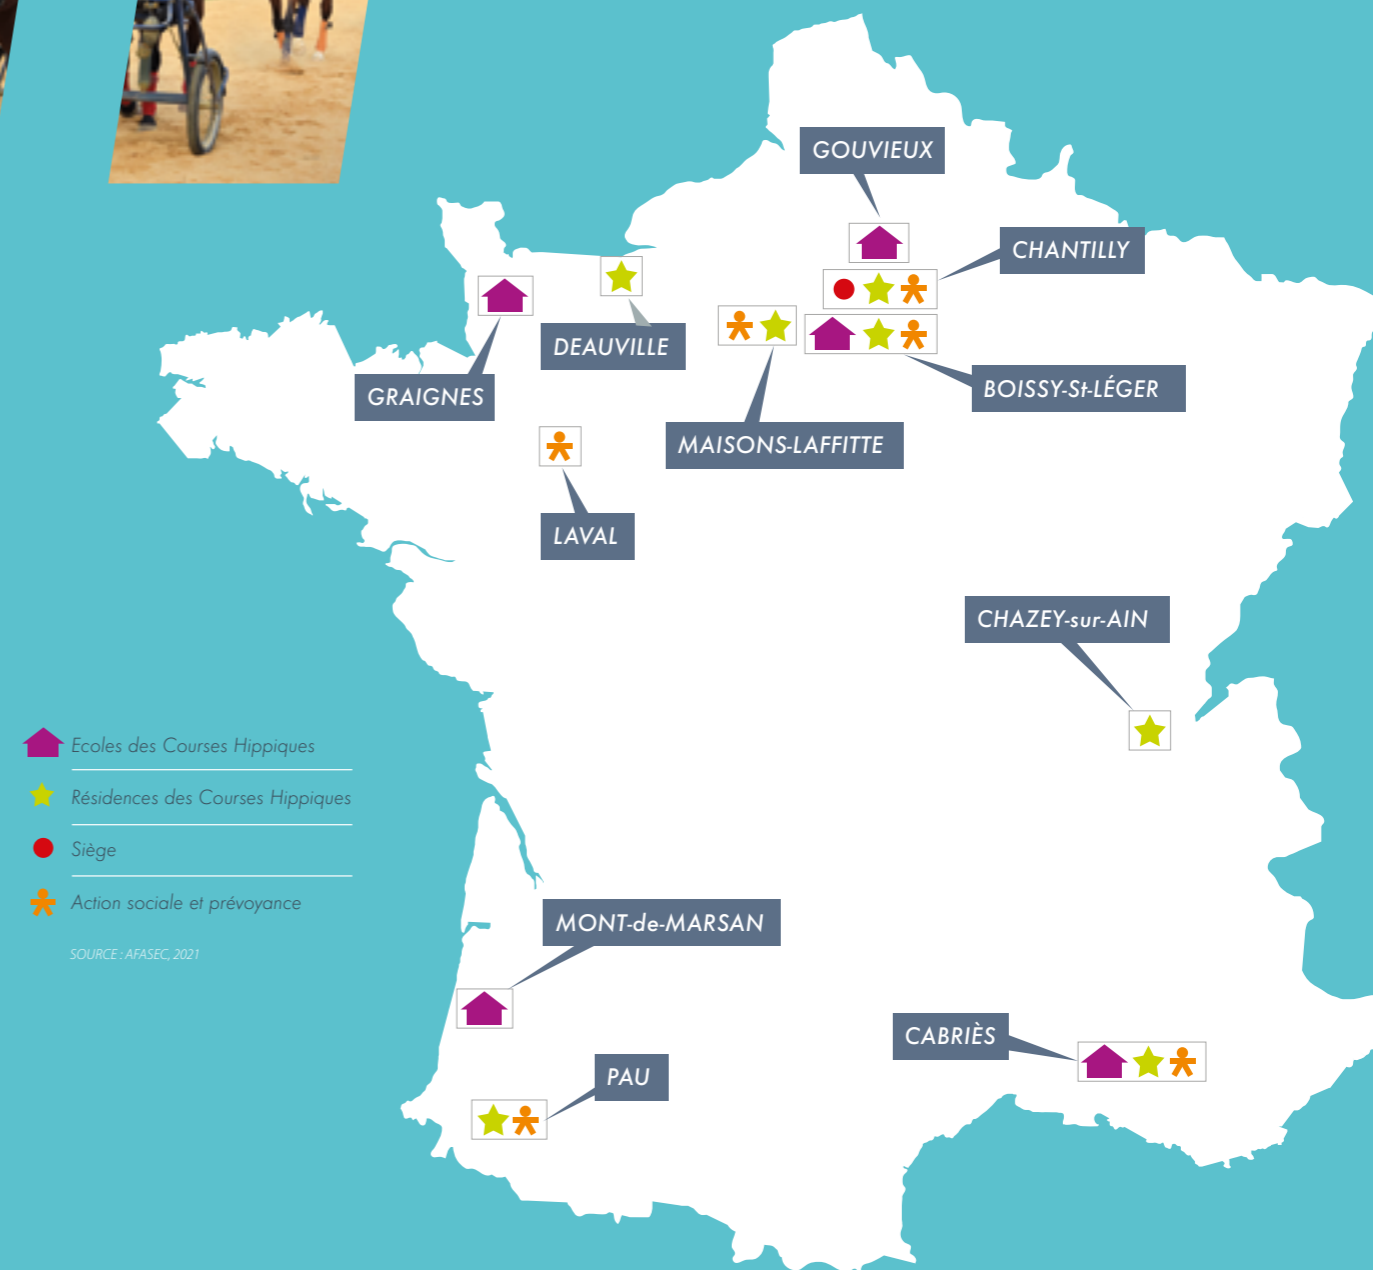 GOUVIEUX
CHANTILLY
DEAUVILLE
BOISSY-St-LÉGER
GRAIGNES
MAISONS-LAFFITTE
LAVAL
CHAZEY-sur-AIN
Ecoles des Courses Hippiques
Résidences des Courses Hippiques
Siège
Action sociale et prévoyance
SOURCE : AFASEC, 2021
MONT-de-MARSAN
CABRIÈS
PAU